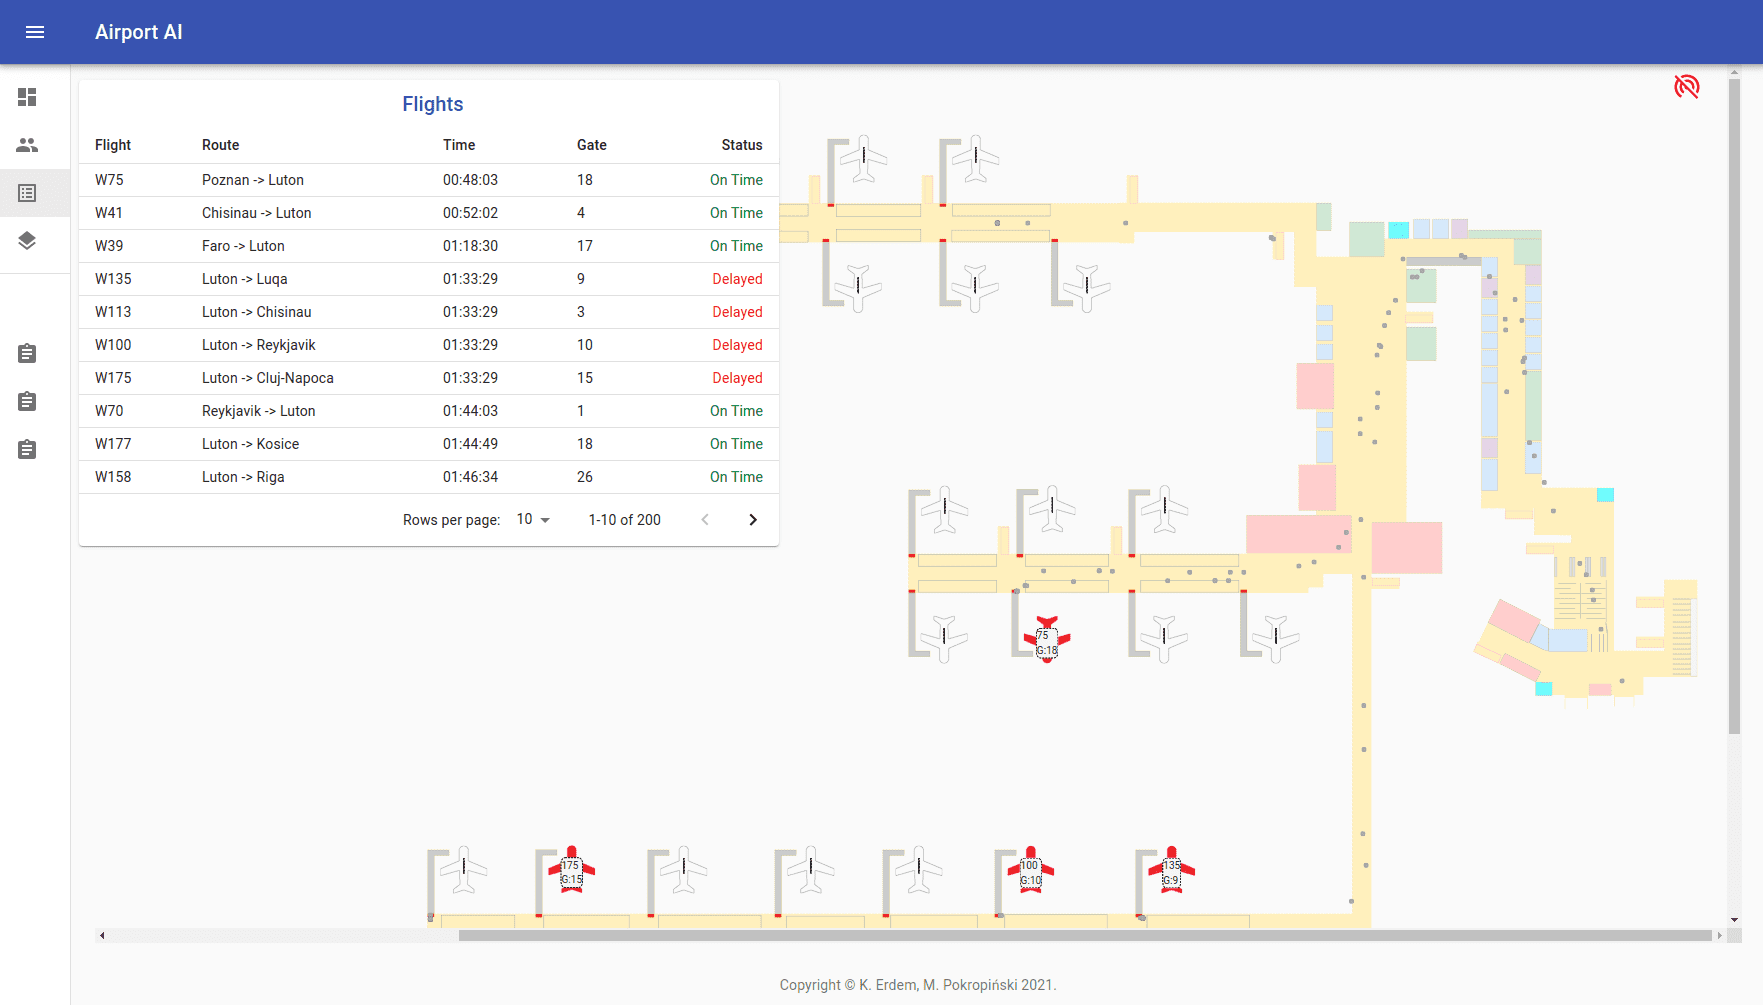 Airport AI
Flights
Flight Route Time Gate Status
W75 Poznan -> Luton 00:48:03 18 On Time
W41 Chisinau -> Luton 00:52:02 4 On Time
W39 Faro -> Luton 01:18:30 17 On Time
W135 Luton -> Luqa 01:33:29 9 Delayed
W113 Luton -> Chisinau 01:33:29 3 Delayed
W100 Luton -> Reykjavik 01:33:29 10 Delayed
W175 Luton -> Cluj-Napoca 01:33:29 15 Delayed
W70 Reykjavik -> Luton 01:44:03 1 On Time
W177 Luton -> Kosice 01:44:49 18 On Time
W158 Luton -> Riga 01:46:34 26 On Time
Rows per page: 10 1-10 of 200
75
G:18
175
G:15
100
G:10
135
G:9
Copyright © K. Erdem, M. Pokropiński 2021.